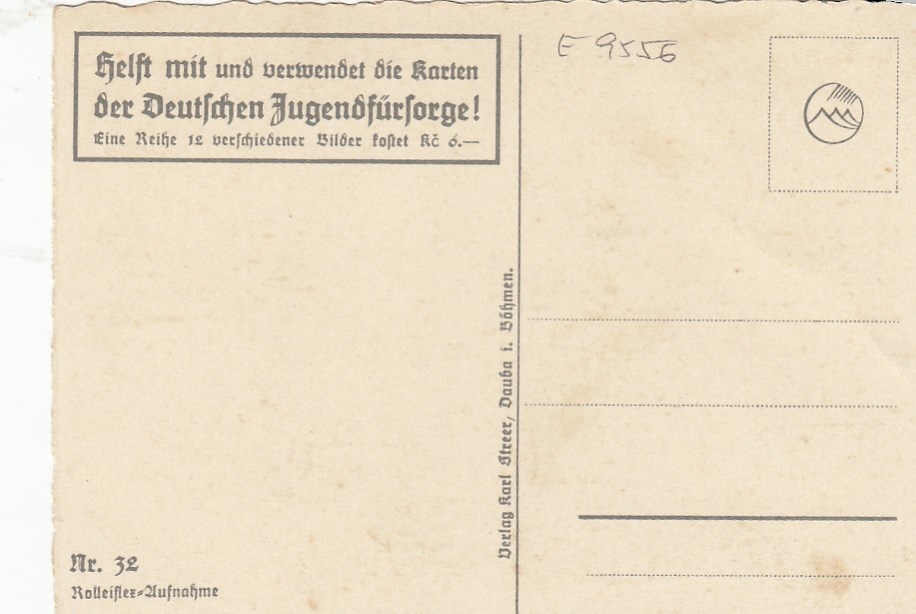 Helft mit und verwendet die Karten
der Deutschen Jugendfürsorge!
Eine Reihe 12 verschiedener Bilder kostet Kč 6.—
E 9556
Verlag Karl Streer, Dauba i. Böhmen.
Nr. 32
Rolleiflex-Aufnahme